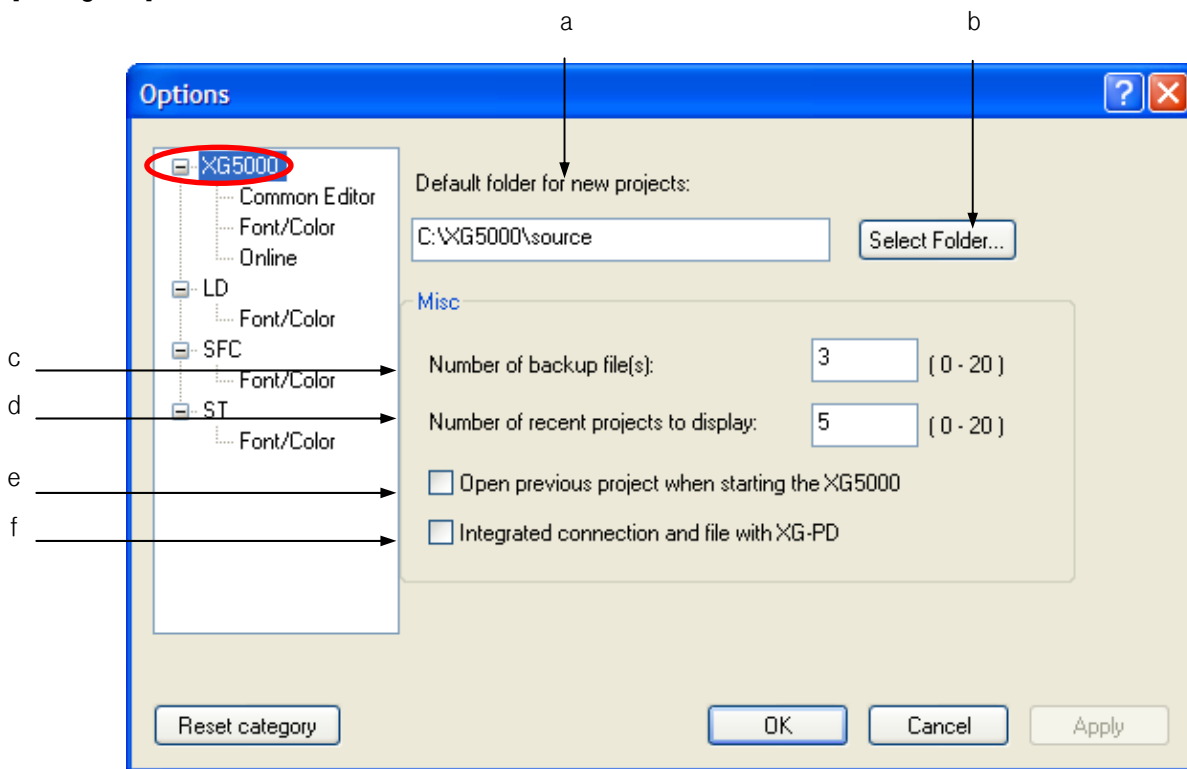 a
b
Options
XG5000
Common Editor
Font/Color
Online
LD
Font/Color
SFC
Font/Color
ST
Font/Color
Default folder for new projects:
C:\XG5000\source
Select Folder...
Misc
c
Number of backup file(s):
3
( 0 - 20 )
d
Number of recent projects to display:
5
( 0 - 20 )
e
Open previous project when starting the XG5000
f
Integrated connection and file with XG-PD
Reset category
OK
Cancel
Apply